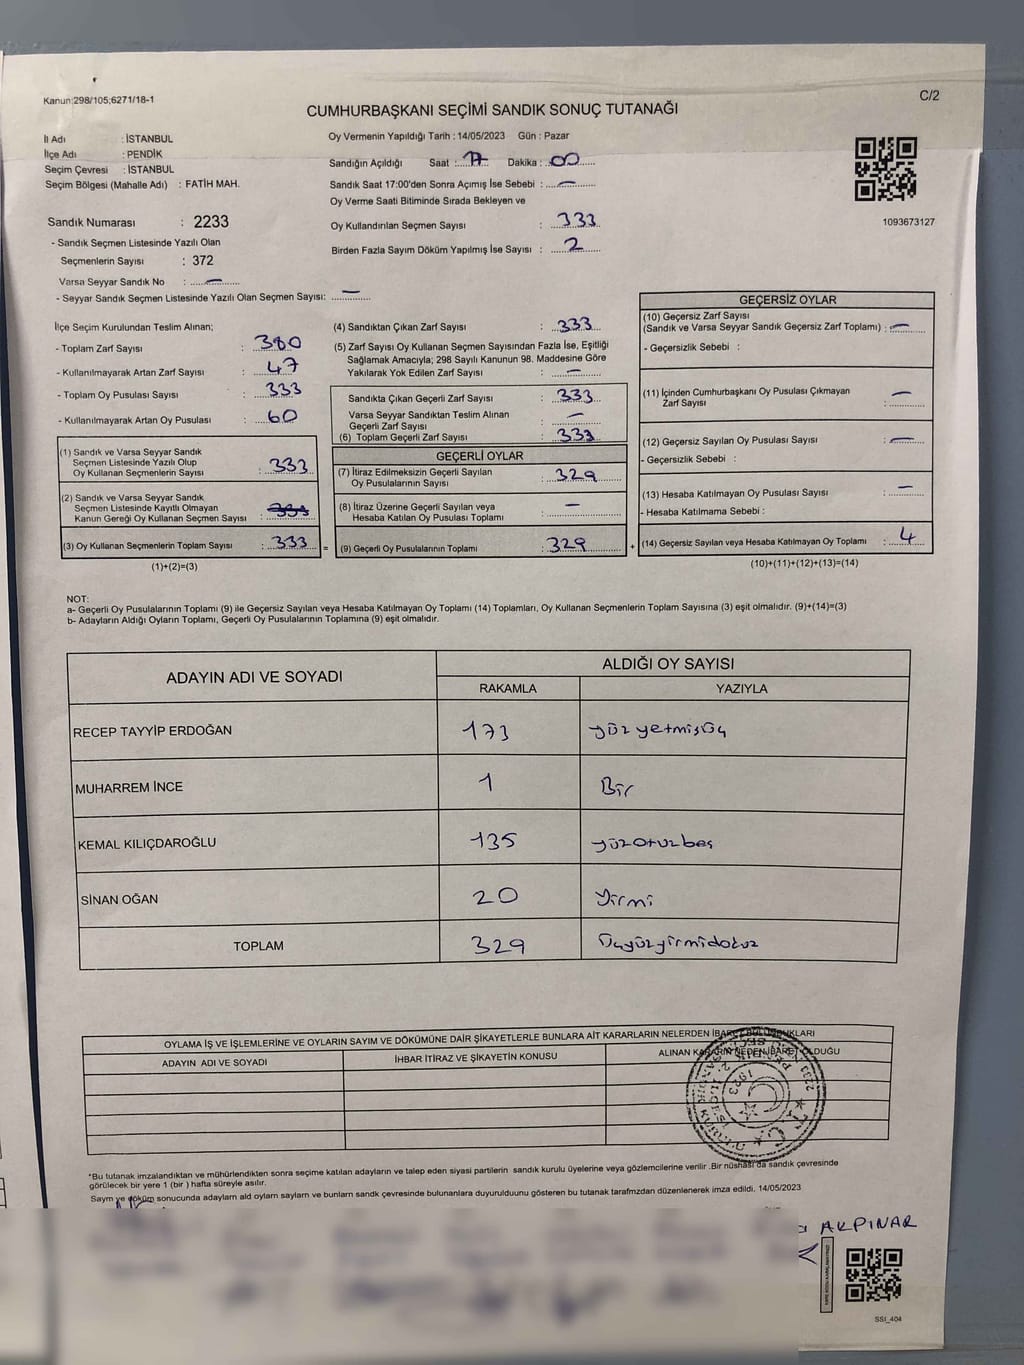 Kanun:298/105;6271/18-1
C/2
CUMHURBAŞKANI SEÇİMİ SANDIK SONUÇ TUTANAĞI
İl Adı : İSTANBUL
İlçe Adı : PENDİK
Seçim Çevresi : İSTANBUL
Seçim Bölgesi (Mahalle Adı) : FATİH MAH.
Oy Vermenin Yapıldığı Tarih : 14/05/2023 Gün : Pazar
Sandığın Açıldığı Saat : 17 Dakika : 00
Sandık Saat 17:00'den Sonra Açımış İse Sebebi : —
Oy Verme Saati Bitiminde Sırada Bekleyen ve
Oy Kullandırılan Seçmen Sayısı : 333
Birden Fazla Sayım Döküm Yapılmış İse Sayısı : 2
1093673127
Sandık Numarası : 2233
- Sandık Seçmen Listesinde Yazılı Olan
Seçmenlerin Sayısı : 372
Varsa Seyyar Sandık No : —
- Seyyar Sandık Seçmen Listesinde Yazılı Olan Seçmen Sayısı: —
İlçe Seçim Kurulundan Teslim Alınan;
- Toplam Zarf Sayısı : 380
- Kullanılmayarak Artan Zarf Sayısı : 47
- Toplam Oy Pusulası Sayısı : 333
- Kullanılmayarak Artan Oy Pusulası : 60
(1) Sandık ve Varsa Seyyar Sandık
Seçmen Listesinde Yazılı Olup
Oy Kullanan Seçmenlerin Sayısı : 333
(2) Sandık ve Varsa Seyyar Sandık
Seçmen Listesinde Kayıtlı Olmayan
Kanun Gereği Oy Kullanan Seçmen Sayısı :
(3) Oy Kullanan Seçmenlerin Toplam Sayısı : 333
(1)+(2)=(3)
(4) Sandıktan Çıkan Zarf Sayısı : 333
(5) Zarf Sayısı Oy Kullanan Seçmen Sayısından Fazla İse, Eşitliği
Sağlamak Amacıyla; 298 Sayılı Kanunun 98. Maddesine Göre
Yakılarak Yok Edilen Zarf Sayısı : —
Sandıkta Çıkan Geçerli Zarf Sayısı : 333
Varsa Seyyar Sandıktan Teslim Alınan
Geçerli Zarf Sayısı : —
(6) Toplam Geçerli Zarf Sayısı : 333
GEÇERLİ OYLAR
(7) İtiraz Edilmeksizin Geçerli Sayılan
Oy Pusulalarının Sayısı : 329
(8) İtiraz Üzerine Geçerli Sayılan veya
Hesaba Katılan Oy Pusulası Toplamı : —
= (9) Geçerli Oy Pusulalarının Toplamı : 329
GEÇERSİZ OYLAR
(10) Geçersiz Zarf Sayısı
(Sandık ve Varsa Seyyar Sandık Geçersiz Zarf Toplamı) : —
- Geçersizlik Sebebi :
(11) İçinden Cumhurbaşkanı Oy Pusulası Çıkmayan
Zarf Sayısı : —
(12) Geçersiz Sayılan Oy Pusulası Sayısı : —
- Geçersizlik Sebebi :
(13) Hesaba Katılmayan Oy Pusulası Sayısı : —
- Hesaba Katılmama Sebebi :
+ (14) Geçersiz Sayılan veya Hesaba Katılmayan Oy Toplamı : 4
(10)+(11)+(12)+(13)=(14)
NOT:
a- Geçerli Oy Pusulalarının Toplamı (9) ile Geçersiz Sayılan veya Hesaba Katılmayan Oy Toplamı (14) Toplamları, Oy Kullanan Seçmenlerin Toplam Sayısına (3) eşit olmalıdır. (9)+(14)=(3)
b- Adayların Aldığı Oyların Toplamı, Geçerli Oy Pusulalarının Toplamına (9) eşit olmalıdır.
ADAYIN ADI VE SOYADI
ALDIĞI OY SAYISI
RAKAMLA YAZIYLA
RECEP TAYYİP ERDOĞAN 173 yüzyetmişüç
MUHARREM İNCE 1 Bir
KEMAL KILIÇDAROĞLU 135 yüzotuzbeş
SİNAN OĞAN 20 Yirmi
TOPLAM 329 Üçyüzyirmidokuz
OYLAMA İŞ VE İŞLEMLERİNE VE OYLARIN SAYIM VE DÖKÜMÜNE DAİR ŞİKAYETLERLE BUNLARA AİT KARARLARIN NELERDEN İBARET BULUNDUKLARI
ADAYIN ADI VE SOYADI İHBAR İTİRAZ VE ŞİKAYETİN KONUSU ALINAN KARARIN NEDEN İBARET OLDUĞU
T.C. 1923
*Bu tutanak imzalandıktan ve mühürlendikten sonra seçime katılan adayların ve talep eden siyasi partilerin sandık kurulu üyelerine veya gözlemcilerine verilir .Bir nüshası da sandık çevresinde
görülecek bir yere 1 (bir ) hafta süreyle asılır.
Sayım ve döküm sonucunda adayların aldı oyların sayların ve bunların sandk çevresinde bulunanlara duyurulduunu gösteren bu tutanak tarafmzdan düzenlenerek imza edildi, 14/05/2023
AKPINAR
SSI_404